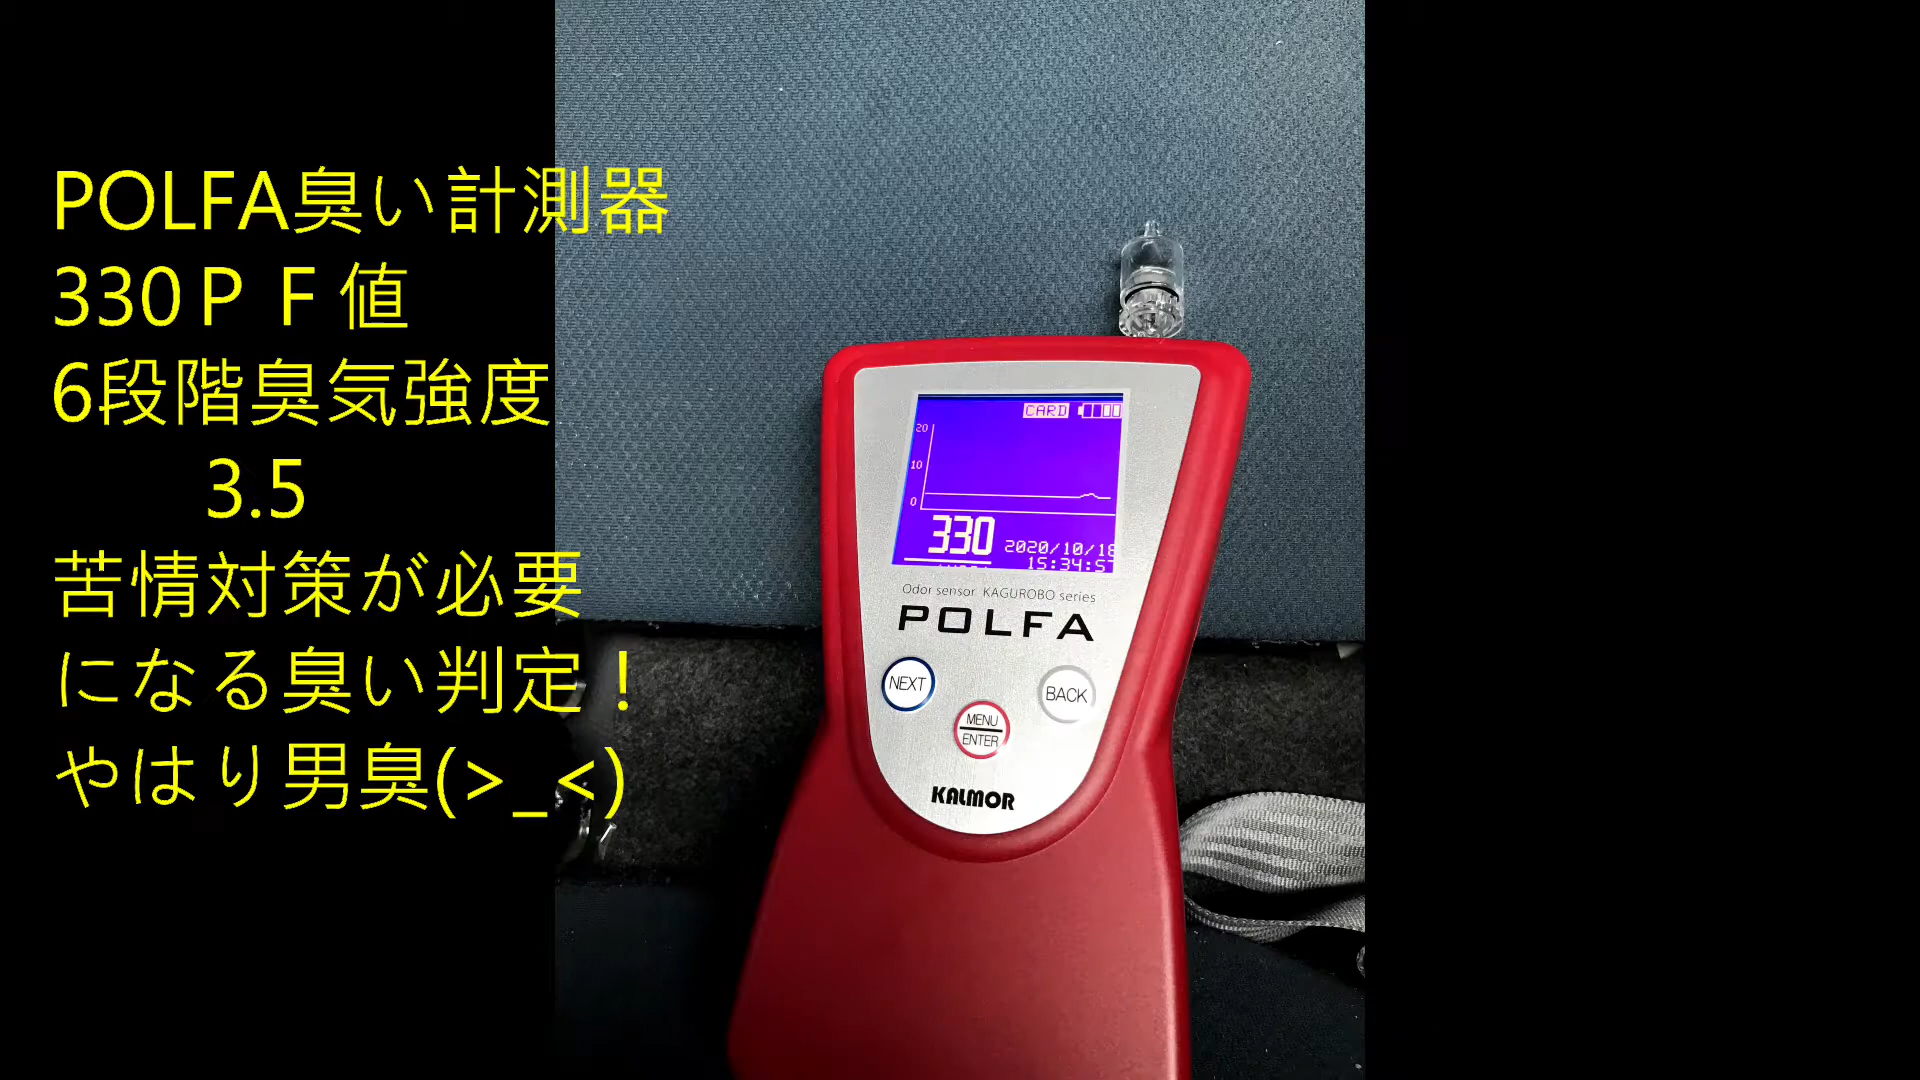 POLFA臭い計測器
330ＰＦ値
6段階臭気強度
3.5
苦情対策が必要
になる臭い判定！
やはり男臭(>_<)
CARD
20
10
0
330
2020/10/18
15:34:57
Odor sensor KAGUROBO series
POLFA
NEXT
BACK
MENU
ENTER
KALMOR